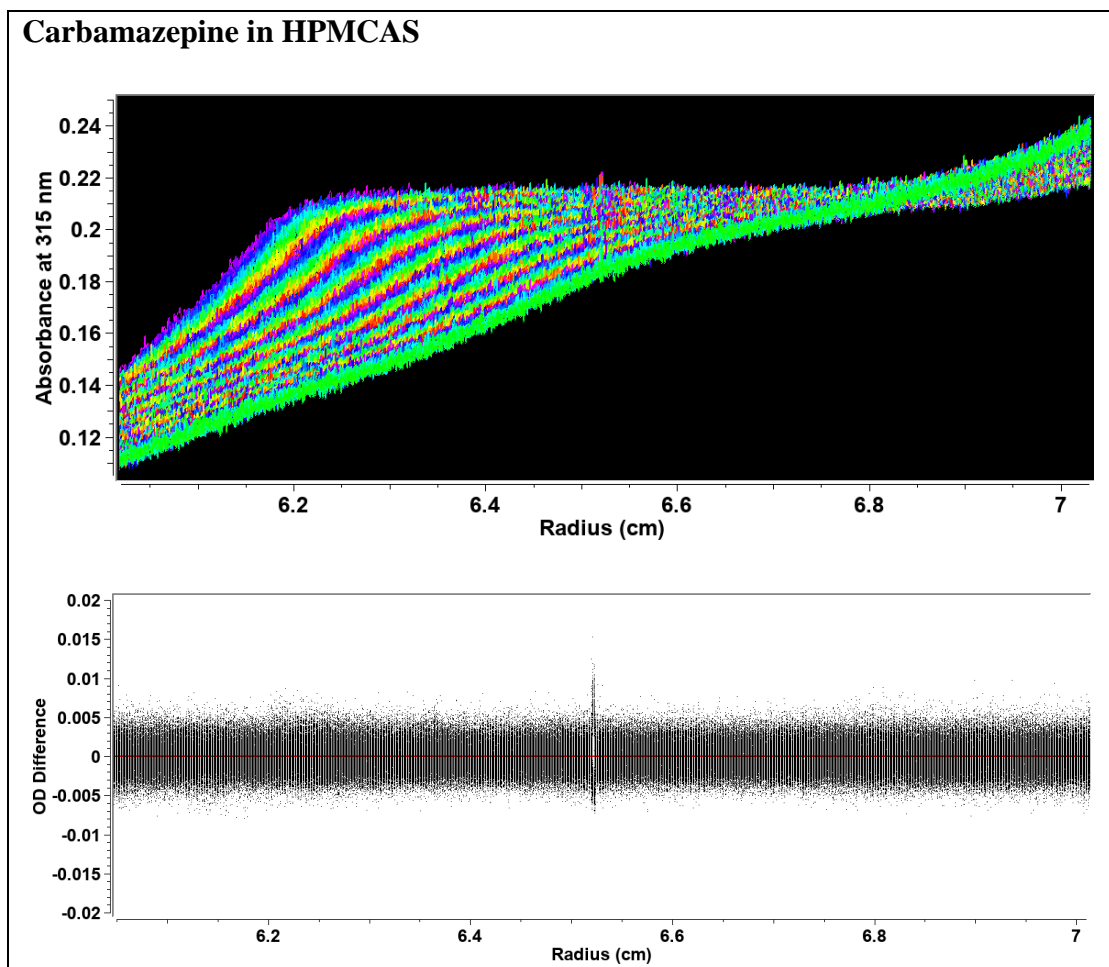 Carbamazepine in HPMCAS
Absorbance at 315 nm
0.24
0.22
0.2
0.18
0.16
0.14
0.12
6.2 6.4 6.6 6.8 7
Radius (cm)
OD Difference
0.02
0.015
0.01
0.005
0
-0.005
-0.01
-0.015
-0.02
6.2 6.4 6.6 6.8 7
Radius (cm)